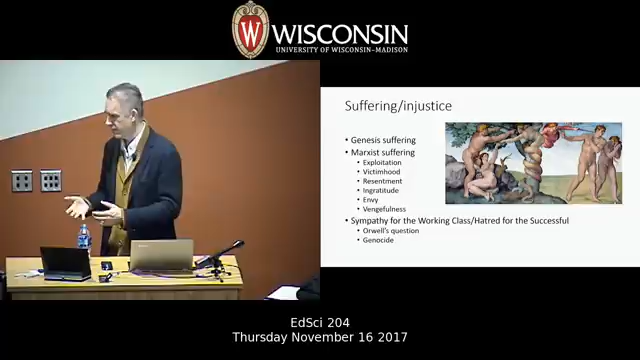 WISCONSIN
UNIVERSITY OF WISCONSIN–MADISON
Suffering/injustice
• Genesis suffering
• Marxist suffering
• Exploitation
• Victimhood
• Resentment
• Ingratitude
• Envy
• Vengefulness
• Sympathy for the Working Class/Hatred for the Successful
• Orwell's question
• Genocide
EdSci 204
Thursday November 16 2017